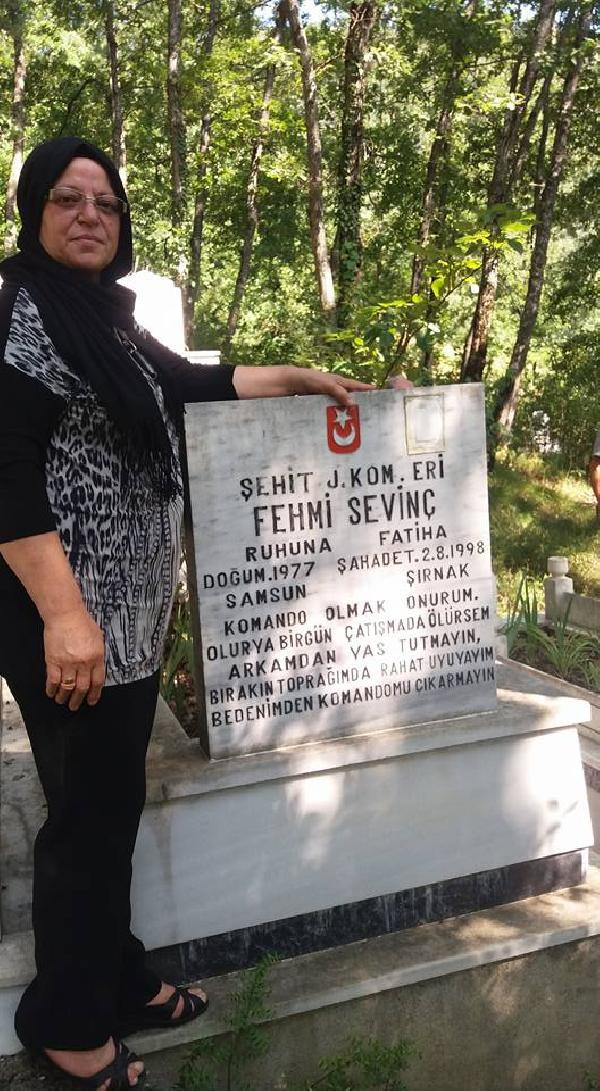 ŞEHİT J.KOM.ERİ
FEHMİ SEVİNÇ
RUHUNA FATİHA
DOĞUM.1977 ŞAHADET.2.8.1998
SAMSUN ŞIRNAK
KOMANDO OLMAK ONURUM,
OLURYA BİRGÜN ÇATIŞMADA ÖLÜRSEM
ARKAMDAN YAS TUTMAYIN,
BIRAKIN TOPRAĞIMDA RAHAT UYUYAYIM
BEDENİMDEN KOMANDOMU ÇIKARMAYIN